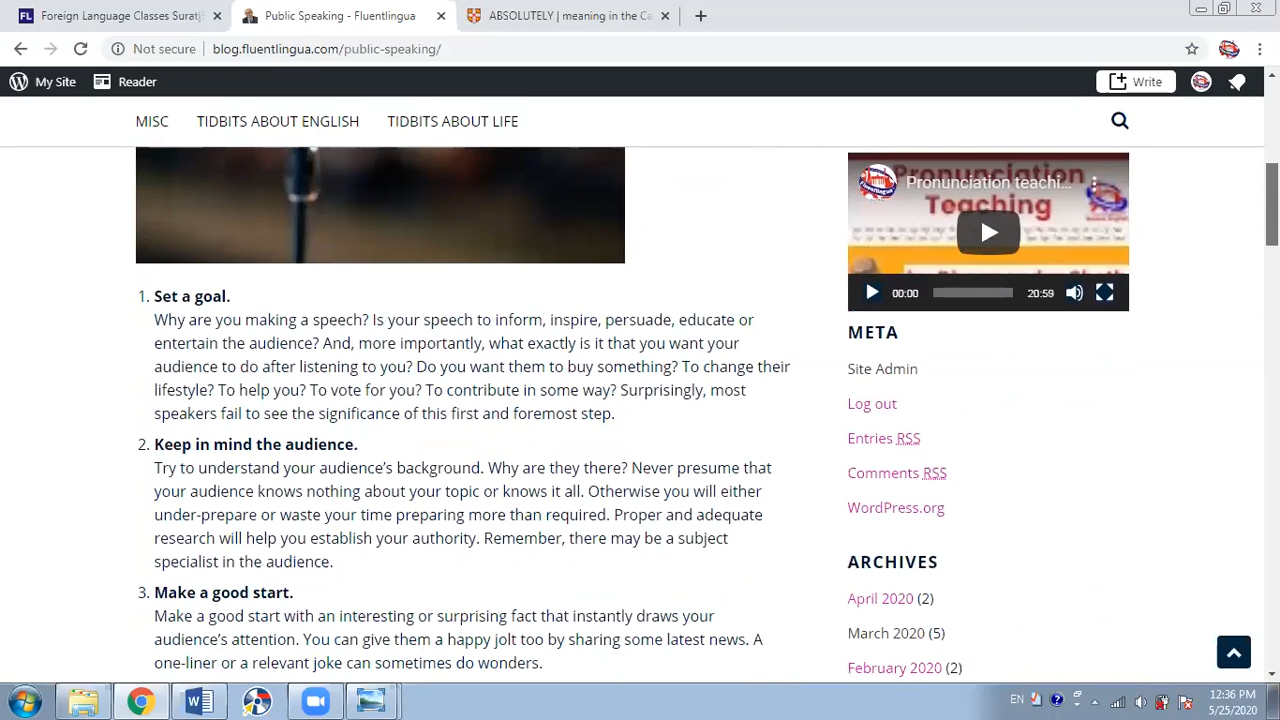 Foreign Language Classes Suratj
Public Speaking - Fluentlingua
ABSOLUTELY | meaning in the Ca
Not secure | blog.fluentlingua.com/public-speaking/
My Site Reader Write
MISC TIDBITS ABOUT ENGLISH TIDBITS ABOUT LIFE
Pronunciation teachi...
Pronunciation
Teaching
00:00 20:59
1. Set a goal.
Why are you making a speech? Is your speech to inform, inspire, persuade, educate or
entertain the audience? And, more importantly, what exactly is it that you want your
audience to do after listening to you? Do you want them to buy something? To change their
lifestyle? To help you? To vote for you? To contribute in some way? Surprisingly, most
speakers fail to see the significance of this first and foremost step.
2. Keep in mind the audience.
Try to understand your audience’s background. Why are they there? Never presume that
your audience knows nothing about your topic or knows it all. Otherwise you will either
under-prepare or waste your time preparing more than required. Proper and adequate
research will help you establish your authority. Remember, there may be a subject
specialist in the audience.
3. Make a good start.
Make a good start with an interesting or surprising fact that instantly draws your
audience’s attention. You can give them a happy jolt too by sharing some latest news. A
one-liner or a relevant joke can sometimes do wonders.
META
Site Admin
Log out
Entries RSS
Comments RSS
WordPress.org
ARCHIVES
April 2020 (2)
March 2020 (5)
February 2020 (2)
EN
12:36 PM
5/25/2020